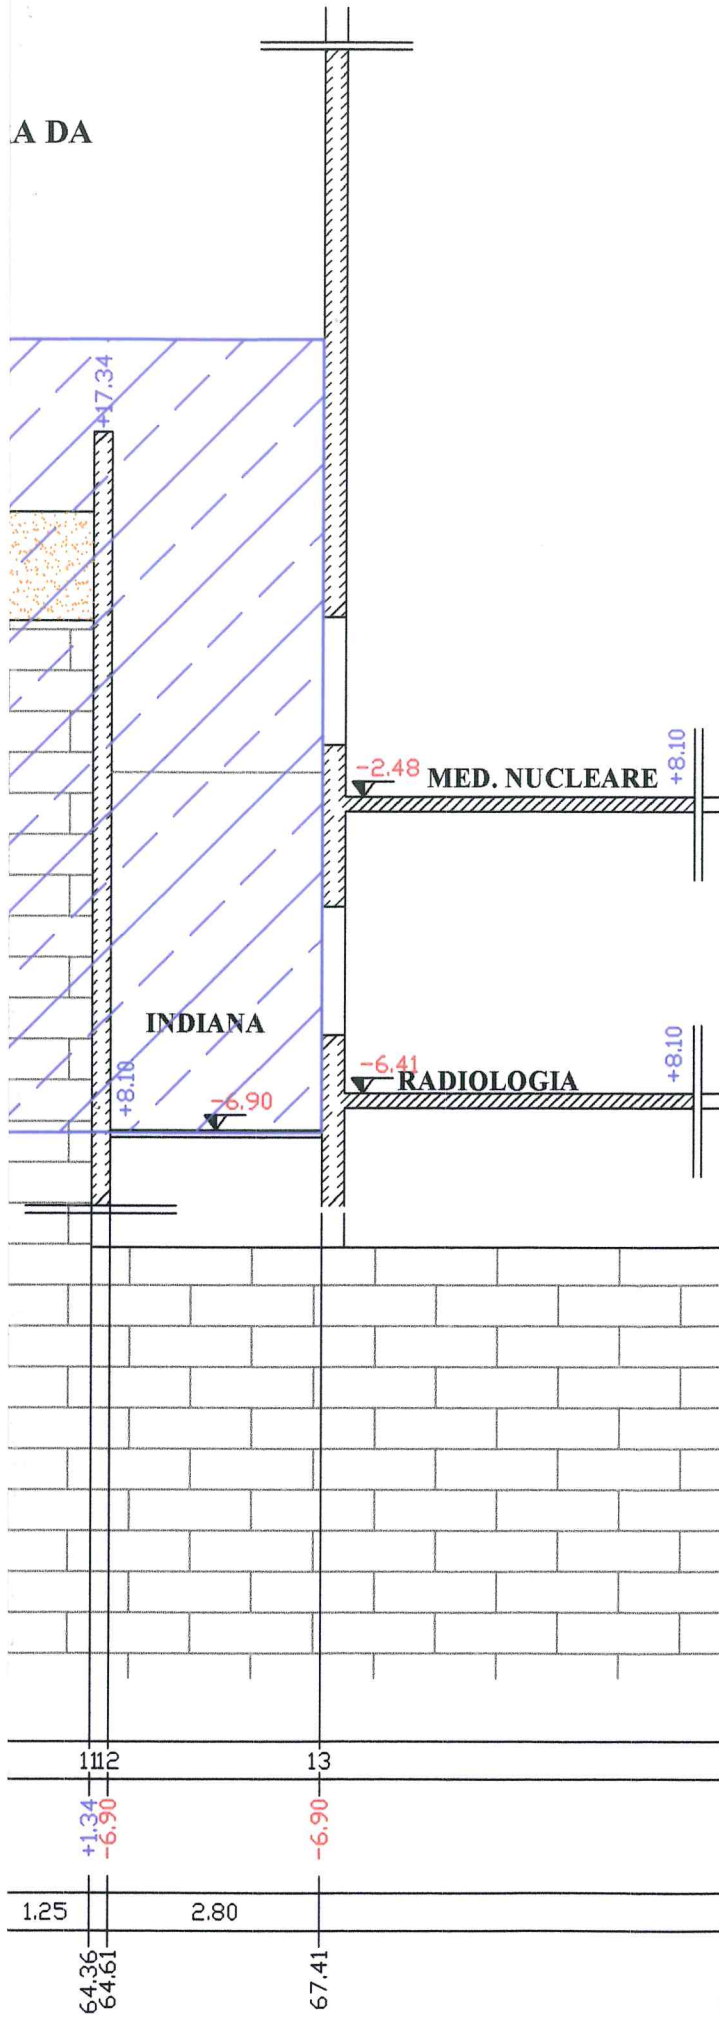 A DA
+17.34
-2.48
MED. NUCLEARE
+8.10
INDIANA
+8.10
-6.90
-6.41
RADIOLOGIA
+8.10
11 12 13
+1.34 -6.90 -6.90
1.25 2.80
64.36 64.61 67.41